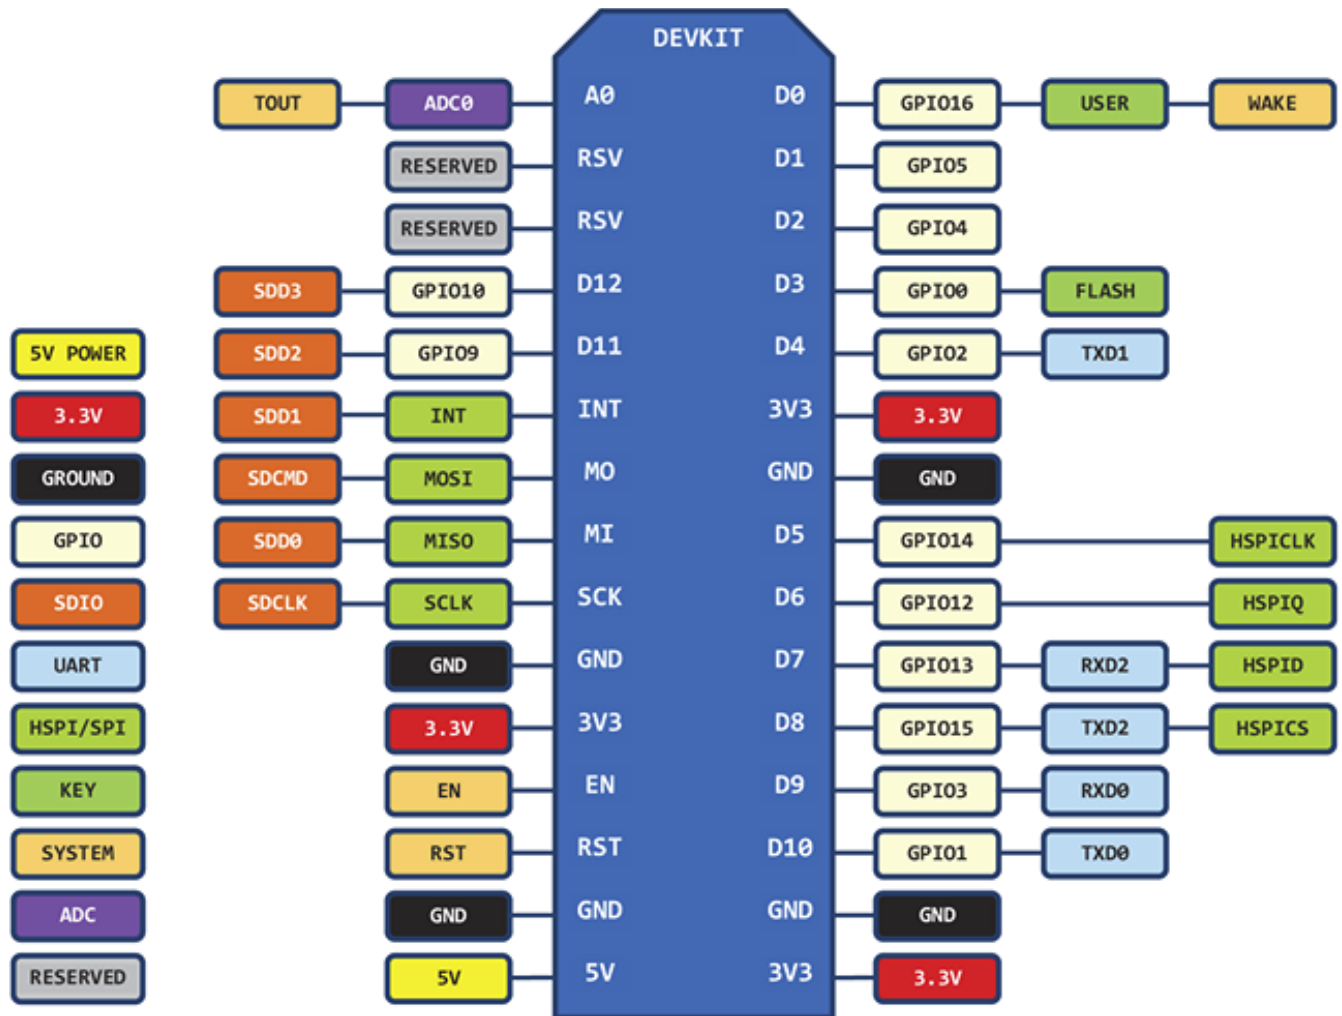 DEVKIT
TOUT ADC0 A0 D0 GPIO16 USER WAKE
RESERVED RSV D1 GPIO5
RESERVED RSV D2 GPIO4
SDD3 GPIO10 D12 D3 GPIO0 FLASH
5V POWER SDD2 GPIO9 D11 D4 GPIO2 TXD1
3.3V SDD1 INT INT 3V3 3.3V
GROUND SDCMD MOSI MO GND GND
GPIO SDD0 MISO MI D5 GPIO14 HSPICLK
SDIO SDCLK SCLK SCK D6 GPIO12 HSPIQ
UART GND GND D7 GPIO13 RXD2 HSPID
HSPI/SPI 3.3V 3V3 D8 GPIO15 TXD2 HSPICS
KEY EN EN D9 GPIO3 RXD0
SYSTEM RST RST D10 GPIO1 TXD0
ADC GND GND GND GND
RESERVED 5V 5V 3V3 3.3V